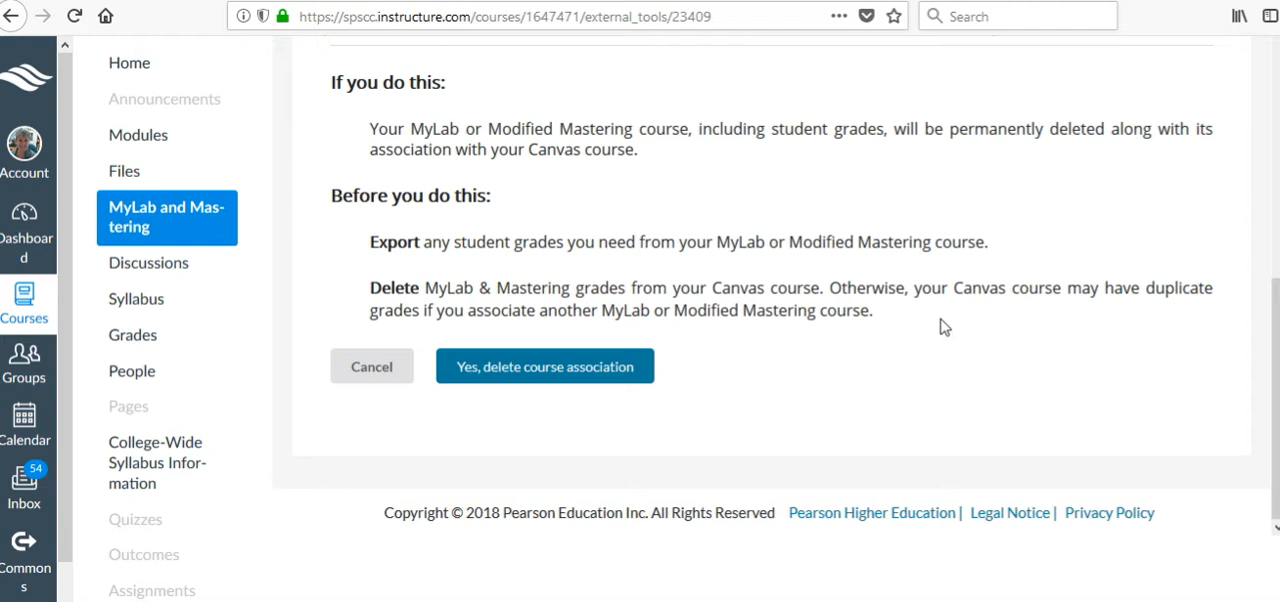 https://spscc.instructure.com/courses/1647471/external_tools/23409
Search
Account
Dashboar
d
Courses
Groups
Calendar
54
Inbox
Common
s
Home
Announcements
Modules
Files
MyLab and Mas-
tering
Discussions
Syllabus
Grades
People
Pages
College-Wide
Syllabus Infor-
mation
Quizzes
Outcomes
Assignments
If you do this:
Your MyLab or Modified Mastering course, including student grades, will be permanently deleted along with its
association with your Canvas course.
Before you do this:
Export any student grades you need from your MyLab or Modified Mastering course.
Delete MyLab & Mastering grades from your Canvas course. Otherwise, your Canvas course may have duplicate
grades if you associate another MyLab or Modified Mastering course.
Cancel
Yes, delete course association
Copyright © 2018 Pearson Education Inc. All Rights Reserved Pearson Higher Education | Legal Notice | Privacy Policy